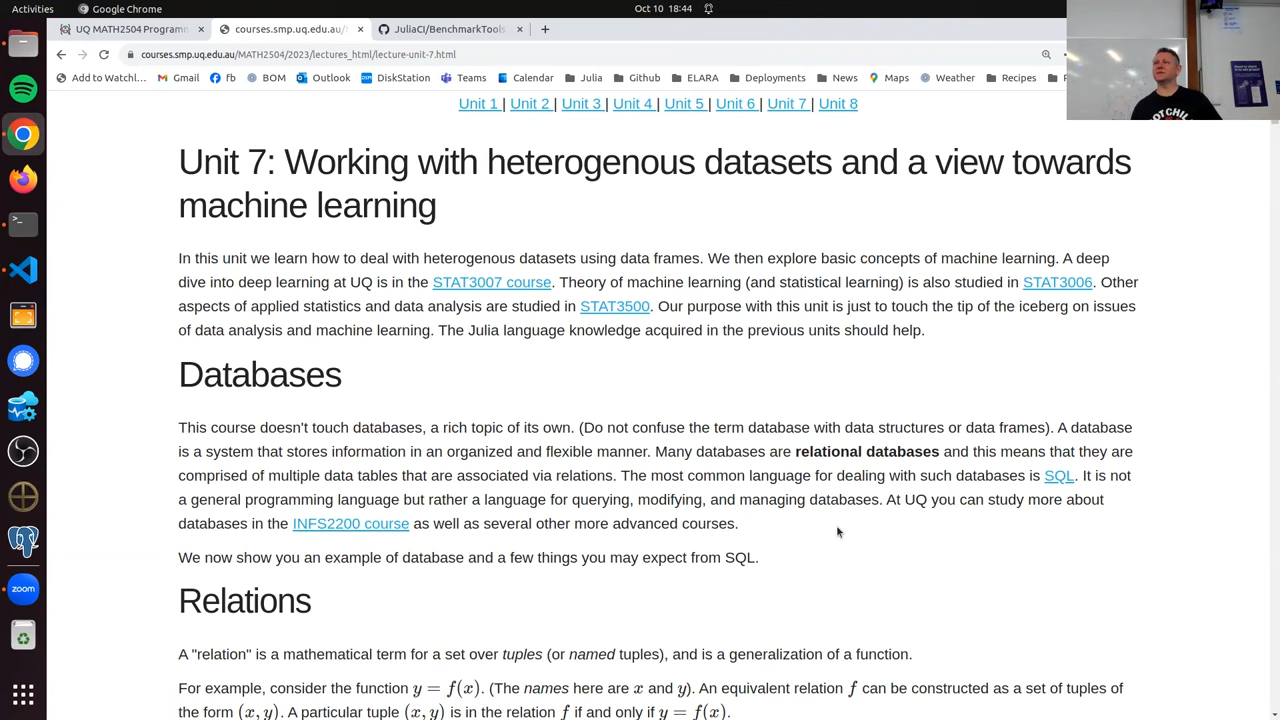 Activities
Google Chrome
Oct 10 18:44
UQ MATH2504 Programm
courses.smp.uq.edu.au/
JuliaCI/BenchmarkTools
courses.smp.uq.edu.au/MATH2504/2023/lectures_html/lecture-unit-7.html
Add to Watchl… Gmail fb BOM Outlook DiskStation Teams Calendar Julia Github ELARA Deployments News Maps Weather Recipes
Unit 1 | Unit 2 | Unit 3 | Unit 4 | Unit 5 | Unit 6 | Unit 7 | Unit 8
Unit 7: Working with heterogenous datasets and a view towards
machine learning
In this unit we learn how to deal with heterogenous datasets using data frames. We then explore basic concepts of machine learning. A deep
dive into deep learning at UQ is in the STAT3007 course. Theory of machine learning (and statistical learning) is also studied in STAT3006. Other
aspects of applied statistics and data analysis are studied in STAT3500. Our purpose with this unit is just to touch the tip of the iceberg on issues
of data analysis and machine learning. The Julia language knowledge acquired in the previous units should help.
Databases
This course doesn't touch databases, a rich topic of its own. (Do not confuse the term database with data structures or data frames). A database
is a system that stores information in an organized and flexible manner. Many databases are relational databases and this means that they are
comprised of multiple data tables that are associated via relations. The most common language for dealing with such databases is SQL. It is not
a general programming language but rather a language for querying, modifying, and managing databases. At UQ you can study more about
databases in the INFS2200 course as well as several other more advanced courses.
We now show you an example of database and a few things you may expect from SQL.
Relations
A "relation" is a mathematical term for a set over tuples (or named tuples), and is a generalization of a function.
For example, consider the function y = f(x). (The names here are x and y). An equivalent relation f can be constructed as a set of tuples of
the form (x, y). A particular tuple (x, y) is in the relation f if and only if y = f(x).
zoom